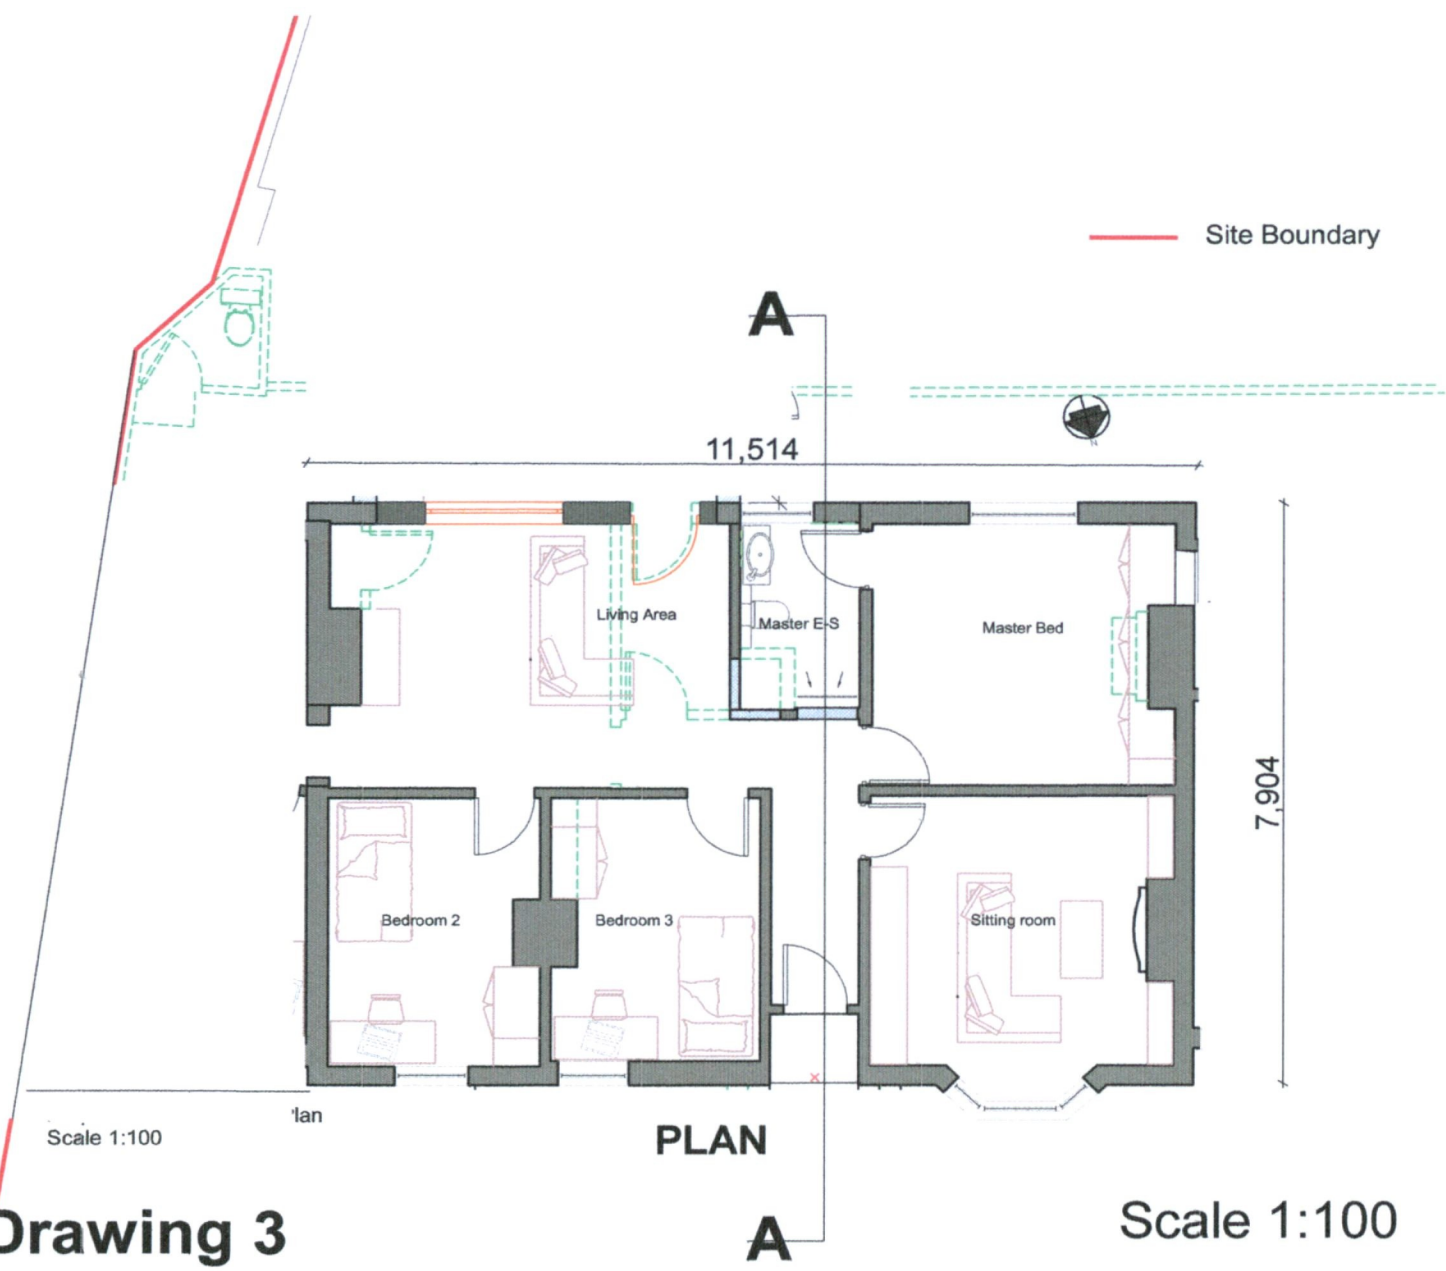 Site Boundary
A
N
11,514
Living Area
Master E-S
Master Bed
7,904
Bedroom 2
Bedroom 3
Sitting room
lan
PLAN
Scale 1:100
A
Drawing 3
Scale 1:100